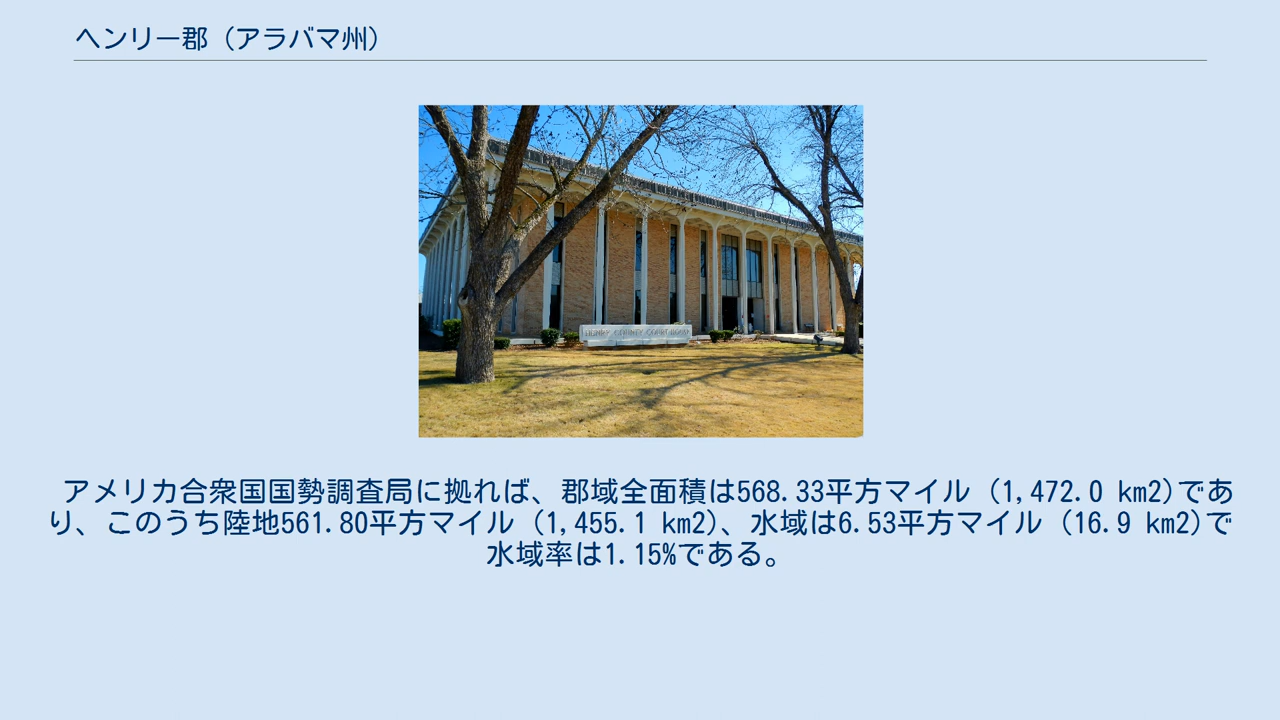 ヘンリー郡 (アラバマ州)
HENRY COUNTY COURTHOUSE
アメリカ合衆国国勢調査局に拠れば、郡域全面積は568.33平方マイル (1,472.0 km2)であ
り、このうち陸地561.80平方マイル (1,455.1 km2)、水域は6.53平方マイル (16.9 km2)で
水域率は1.15%である。